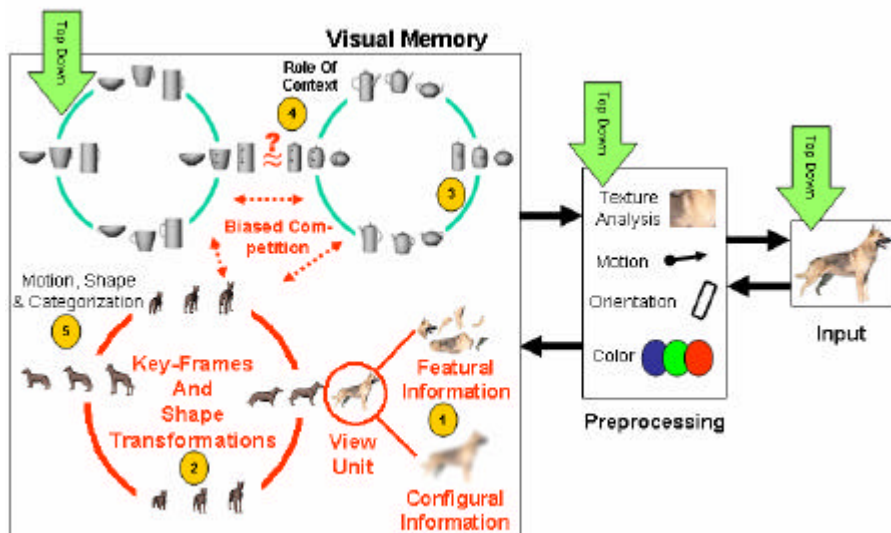 Top Down
Visual Memory
Role Of
Context
4
?
≈
3
Biased Com-
petition
Motion, Shape
& Categorization
5
Key-Frames
And
Shape
Transformations
2
View
Unit
Featural
Information
1
Configural
Information
Top Down
Texture
Analysis
Motion
Orientation
Color
Preprocessing
Top Down
Input